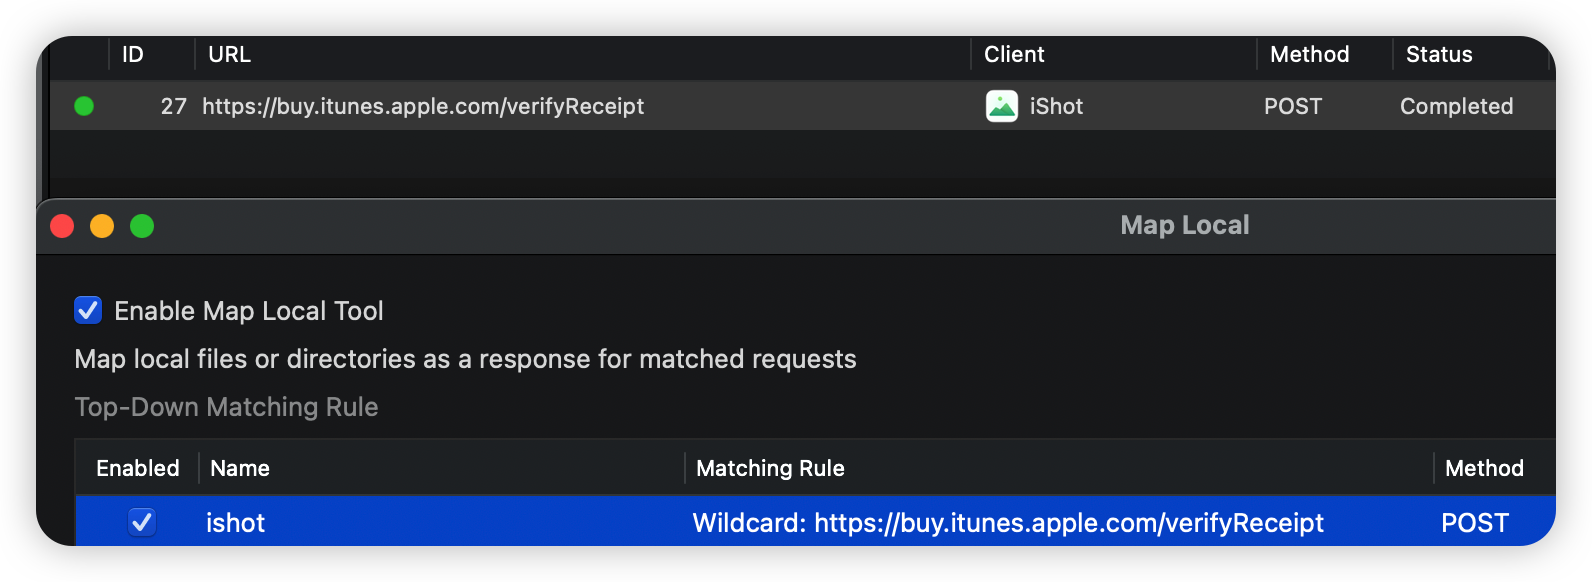 ID URL Client Method Status
27 https://buy.itunes.apple.com/verifyReceipt iShot POST Completed
Map Local
Enable Map Local Tool
Map local files or directories as a response for matched requests
Top-Down Matching Rule
Enabled Name Matching Rule Method
ishot Wildcard: https://buy.itunes.apple.com/verifyReceipt POST